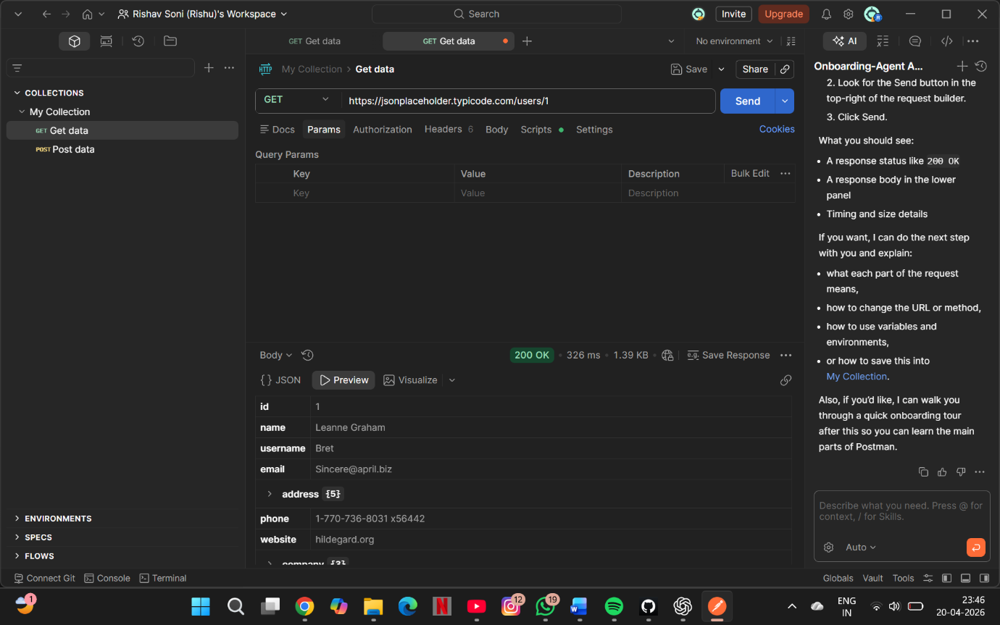 Rishav Soni (Rishu)'s Workspace
Search
Invite
Upgrade
R
GET Get data
GET Get data
No environment
AI
COLLECTIONS
My Collection
GET Get data
POST Post data
ENVIRONMENTS
SPECS
FLOWS
HTTP
My Collection > Get data
Save
Share
GET
https://jsonplaceholder.typicode.com/users/1
Send
Docs
Params
Authorization
Headers 6
Body
Scripts
Settings
Cookies
Query Params
Key Value Description Bulk Edit
Key Value Description
Body
200 OK
326 ms
1.39 KB
e.g. Save Response
{} JSON
Preview
Visualize
id 1
name Leanne Graham
username Bret
email Sincere@april.biz
address {5}
phone 1-770-736-8031 x56442
website hildegard.org
company {3}
Onboarding-Agent A...
2. Look for the Send button in the
top-right of the request builder.
3. Click Send.
What you should see:
• A response status like 200 OK
• A response body in the lower
panel
• Timing and size details
If you want, I can do the next step
with you and explain:
• what each part of the request
means,
• how to change the URL or method,
• how to use variables and
environments,
• or how to save this into
My Collection.
Also, if you'd like, I can walk you
through a quick onboarding tour
after this so you can learn the main
parts of Postman.
Describe what you need. Press @ for
context, / for Skills.
Auto
Connect Git
Console
Terminal
Globals
Vault
Tools
1
N
12
19
W
ENG
IN
23:46
20-04-2026